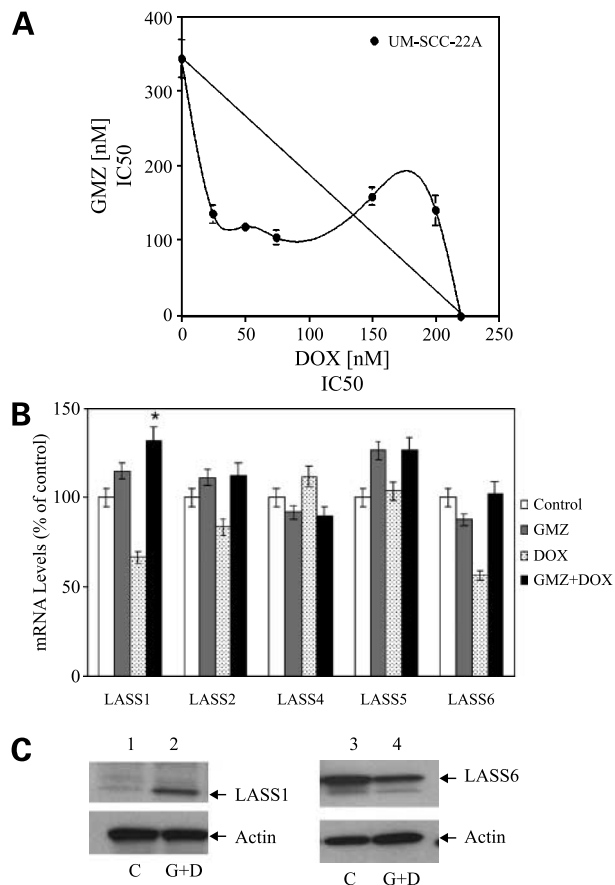 A
UM-SCC-22A
400
300
200
100
0
GMZ [nM]
IC50
0 50 100 150 200 250
DOX [nM]
IC50
B
*
150
100
50
0
mRNA Levels (% of control)
Control
GMZ
DOX
GMZ+DOX
LASS1 LASS2 LASS4 LASS5 LASS6
C
1 2 3 4
LASS1 LASS6
Actin Actin
C G+D C G+D